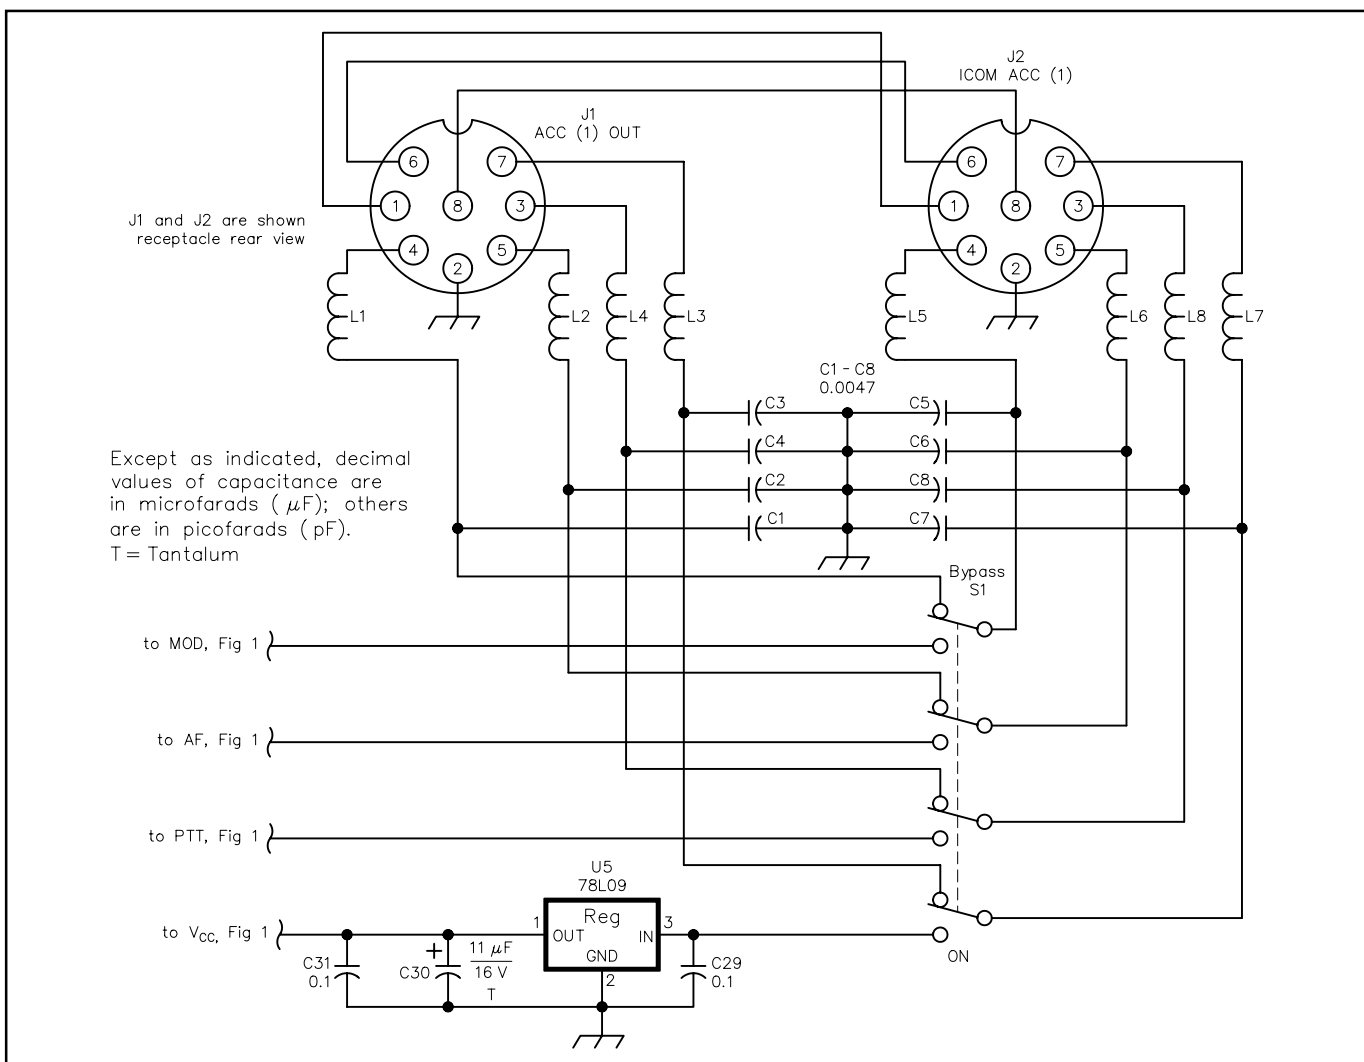 J2
ICOM ACC (1)
J1
ACC (1) OUT
6
7
1
8
3
4
5
2
6
7
1
8
3
4
5
2
J1 and J2 are shown
receptacle rear view
L1
L2
L4
L3
L5
L6
L8
L7
C1 - C8
0.0047
C3
C5
C4
C6
C2
C8
C1
C7
Except as indicated, decimal
values of capacitance are
in microfarads ( µF); others
are in picofarads (pF).
T = Tantalum
Bypass
S1
to MOD, Fig 1
to AF, Fig 1
to PTT, Fig 1
to VCC, Fig 1
U5
78L09
Reg
1
OUT
IN
3
GND
2
C31
0.1
+
C30
11 µF
16 V
T
C29
0.1
ON